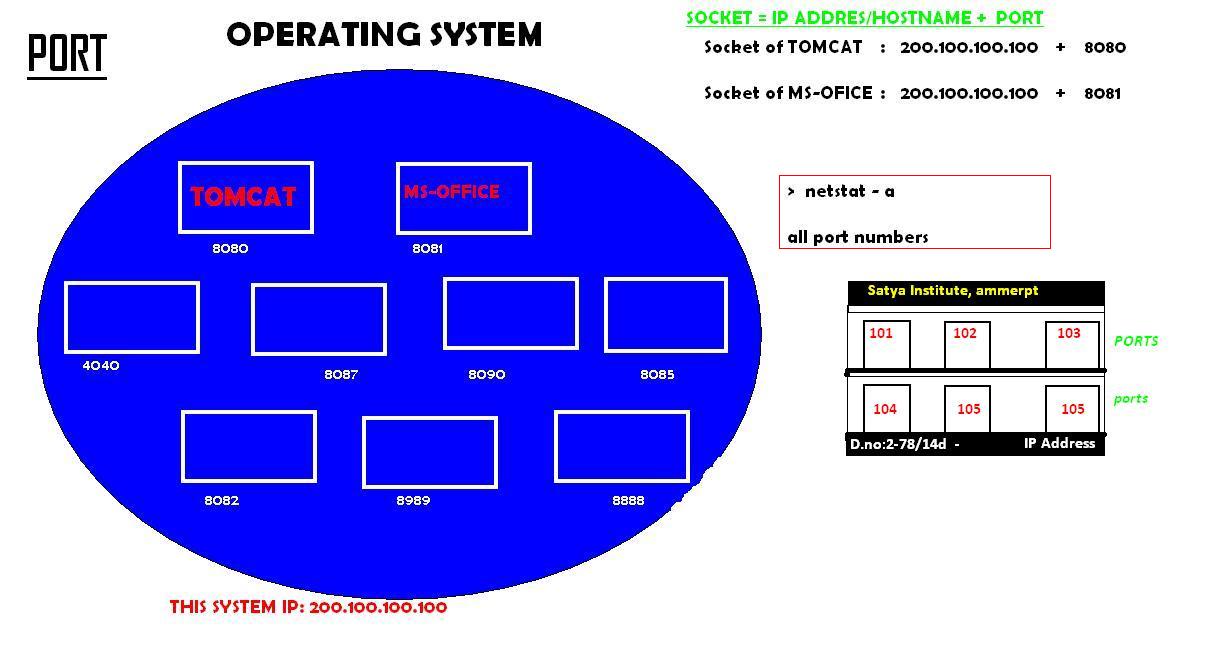 PORT
OPERATING SYSTEM
SOCKET = IP ADDRES/HOSTNAME + PORT
Socket of TOMCAT : 200.100.100.100 + 8080
Socket of MS-OFICE : 200.100.100.100 + 8081
TOMCAT
MS-OFFICE
8080
8081
> netstat - a
all port numbers
4040
8087
8090
8085
8082
8989
8888
THIS SYSTEM IP: 200.100.100.100
Satya Institute, ammerpt
101
102
103
PORTS
104
105
105
ports
D.no:2-78/14d -
IP Address